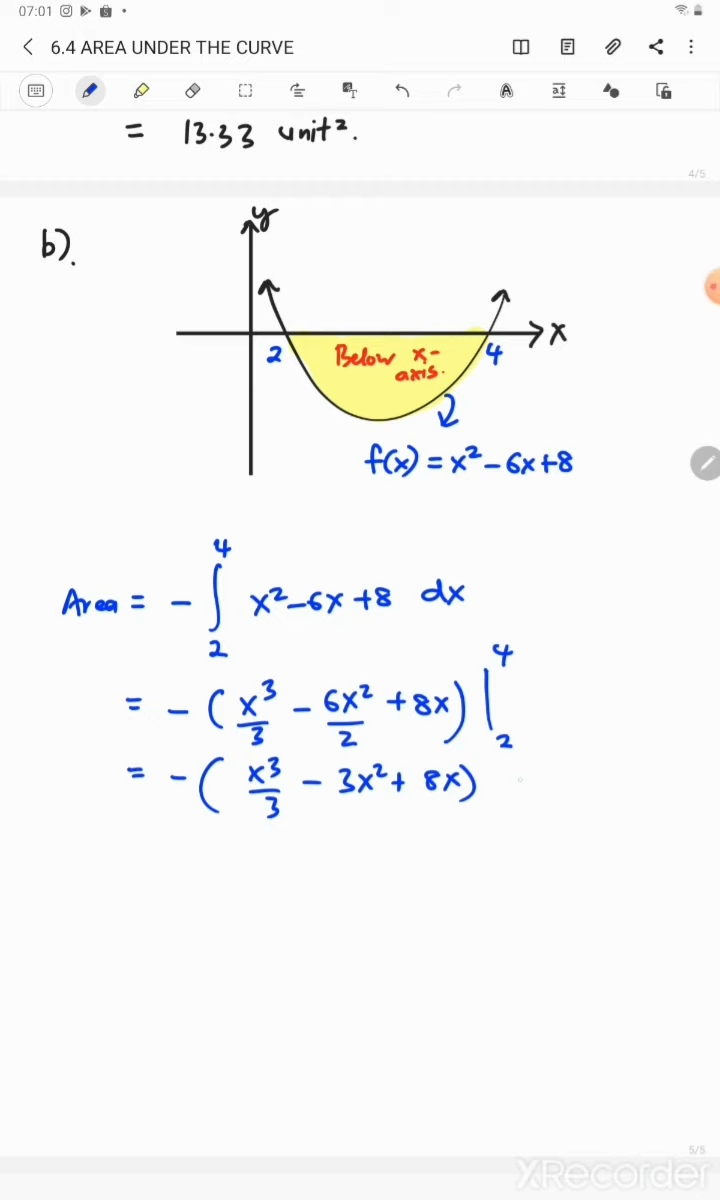 07:01
6.4 AREA UNDER THE CURVE
= 13.33 unit².
4/5
b).
y
x
2
4
Below x-
axis.
f(x) = x² - 6x + 8
4
Area = - ∫ x² - 6x + 8 dx
2
= - ( x³/3 - 6x²/2 + 8x ) |₂⁴
= - ( x³/3 - 3x² + 8x )
5/5
XRecorder